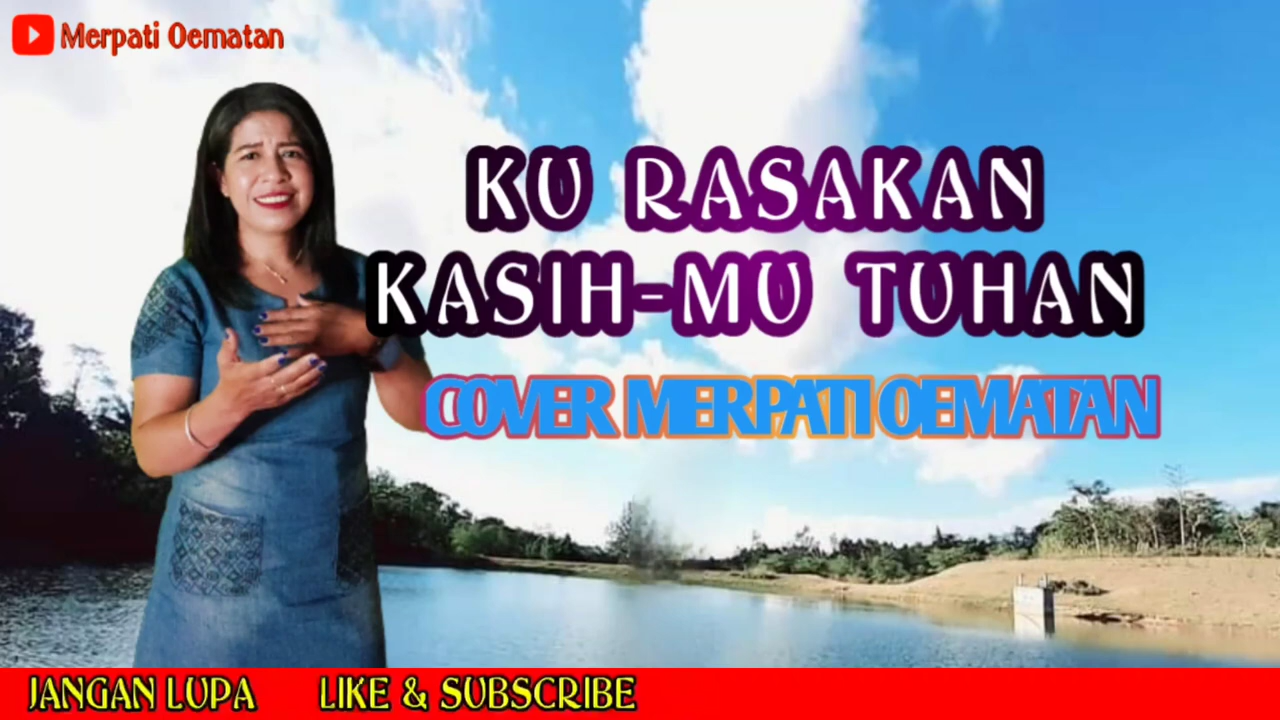 Merpati Oematan
KU RASAKAN
KASIH-MU TUHAN
COVER MERPATI OEMATAN
JANGAN LUPA LIKE & SUBSCRIBE